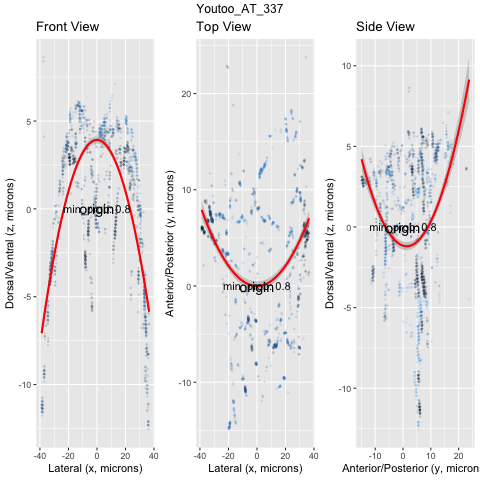 Youtoo_AT_337
Front View
Top View
Side View
Dorsal/Ventral (z, microns)
5
0
-5
-10
origin
-40 -20 0 20 40
Lateral (x, microns)
Anterior/Posterior (y, microns)
20
10
0
-10
origin
-40 -20 0 20 40
Lateral (x, microns)
Dorsal/Ventral (z, microns)
10
5
0
-5
-10
origin
-10 0 10 20
Anterior/Posterior (y, micron